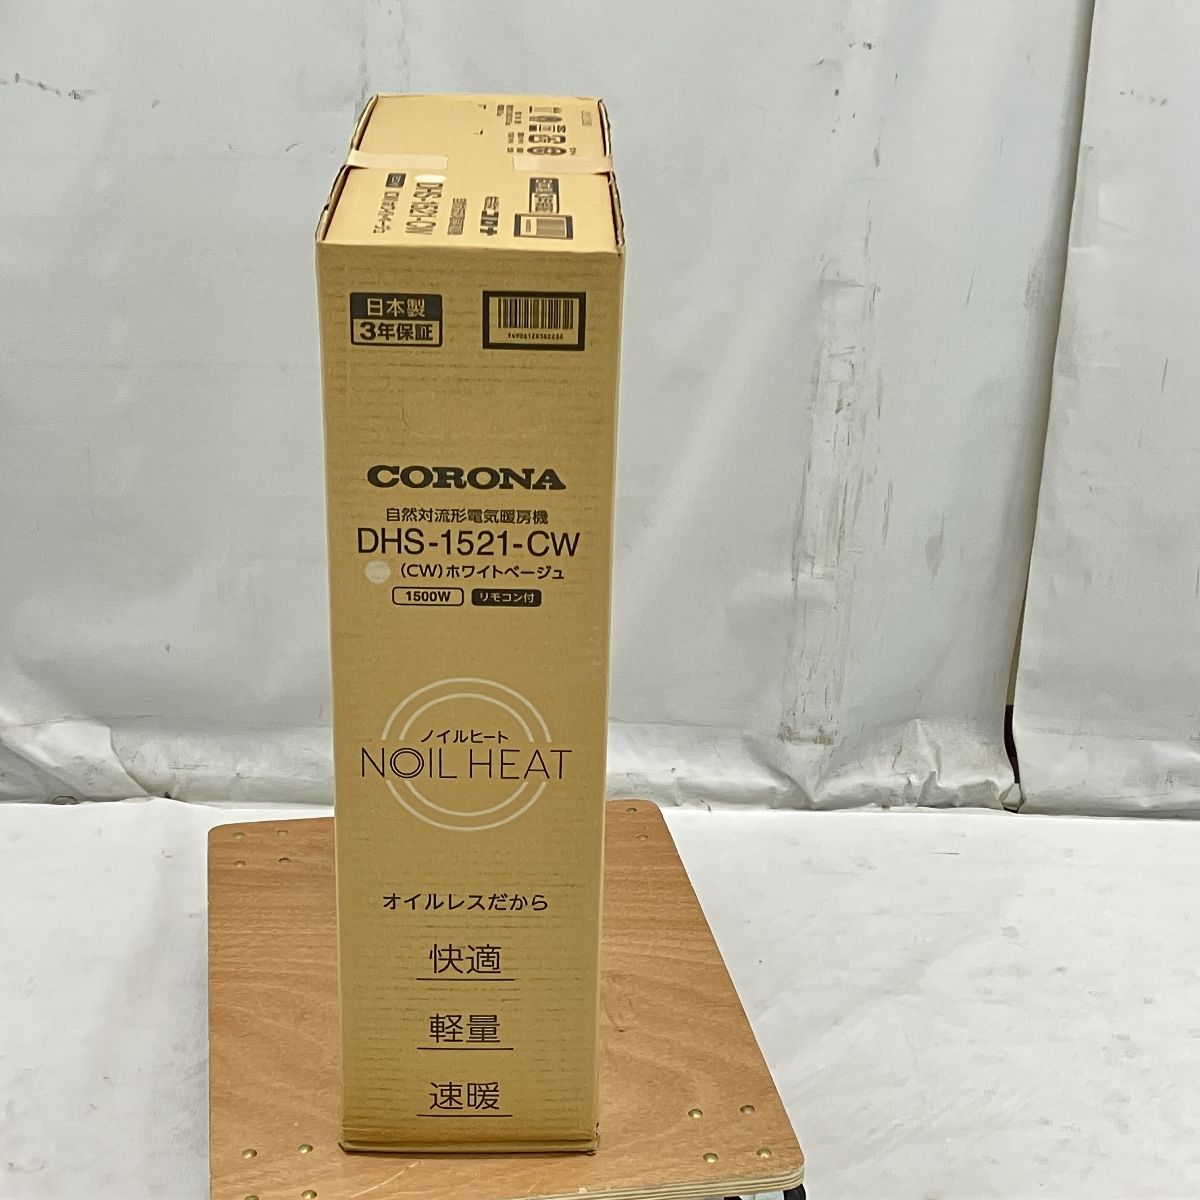 DHS-1521-CW
日本製
3年保証
CORONA
自然対流形電気暖房機
DHS-1521-CW
(CW)ホワイトベージュ
1500W リモコン付
ノイルヒート
NOIL HEAT
オイルレスだから
快適
軽量
速暖